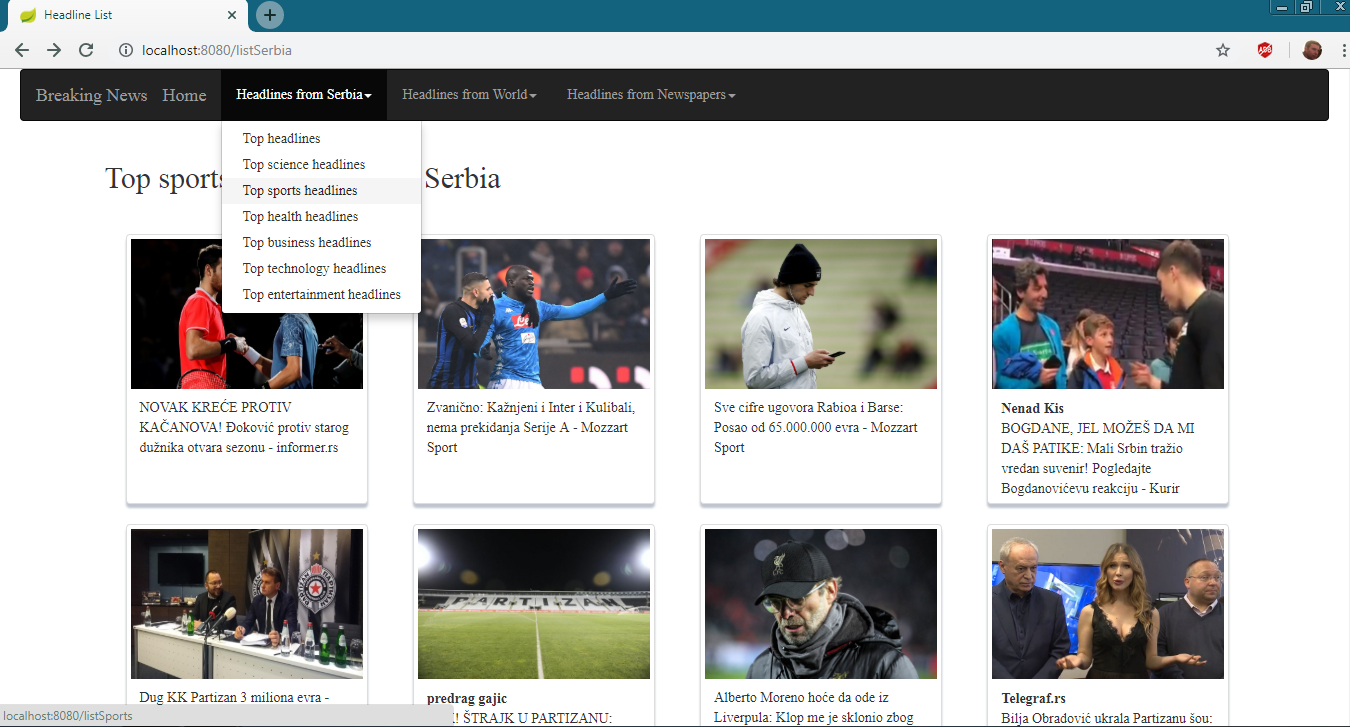 Headline List
localhost:8080/listSerbia
ABP
Breaking News Home Headlines from Serbia Headlines from World Headlines from Newspapers
Top headlines
Top science headlines
Top sports headlines
Top health headlines
Top business headlines
Top technology headlines
Top entertainment headlines
Top sports Serbia
NOVAK KREĆE PROTIV
KAČANOVA! Đoković protiv starog
dužnika otvara sezonu - informer.rs
Zvanično: Kažnjeni i Inter i Kulibali,
nema prekidanja Serije A - Mozzart
Sport
Sve cifre ugovora Rabioa i Barse:
Posao od 65.000.000 evra - Mozzart
Sport
Nenad Kis
BOGDANE, JEL MOŽEŠ DA MI
DAŠ PATIKE: Mali Srbin tražio
vredan suvenir! Pogledajte
Bogdanovićevu reakciju - Kurir
PARTIZAN
Dug KK Partizan 3 miliona evra -
predrag gajic
ŠTRAJK U PARTIZANU:
Alberto Moreno hoće da ode iz
Liverpula: Klop me je sklonio zbog
Telegraf.rs
Bilja Obradović ukrala Partizanu šou:
localhost:8080/listSports